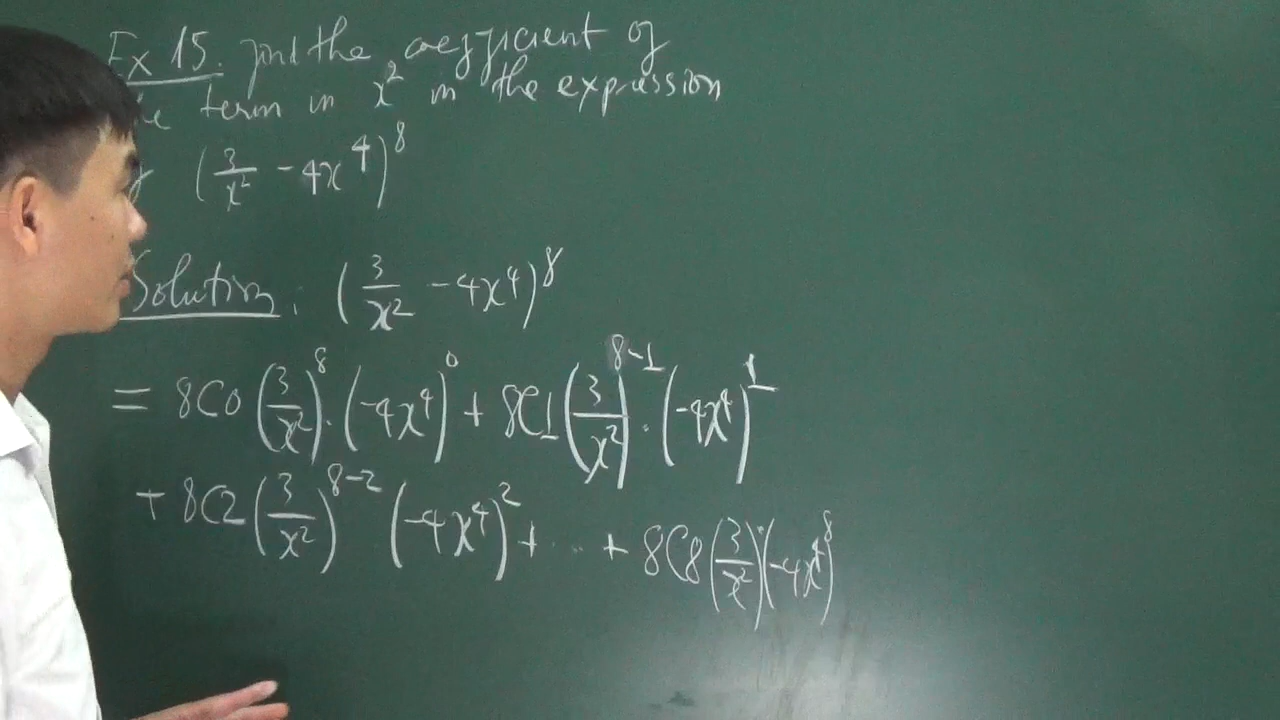 Ex 15. find the coefficient of
term in x² in the expression
(3/x² - 4x⁴)⁸
Solution: (3/x² - 4x⁴)⁸
= 8C0 (3/x²)⁸ · (-4x⁴)⁰ + 8C1 (3/x²)⁸⁻¹ · (-4x⁴)¹
+ 8C2 (3/x²)⁸⁻² (-4x⁴)² + ... + 8C8 (3/x²)⁰ (-4x⁴)⁸